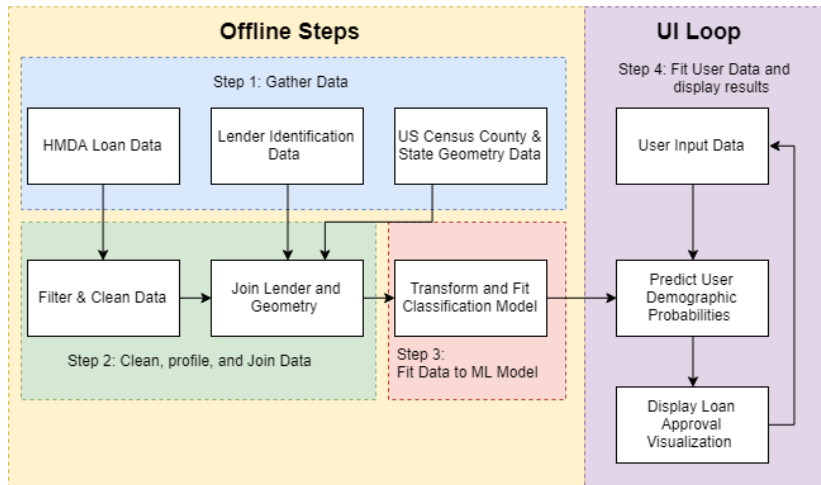 Offline Steps
UI Loop
Step 1: Gather Data
Step 4: Fit User Data and
display results
HMDA Loan Data
Lender Identification
Data
US Census County &
State Geometry Data
User Input Data
Filter & Clean Data
Join Lender and
Geometry
Transform and Fit
Classification Model
Predict User
Demographic
Probabilities
Step 2: Clean, profile, and Join Data
Step 3:
Fit Data to ML Model
Display Loan
Approval
Visualization